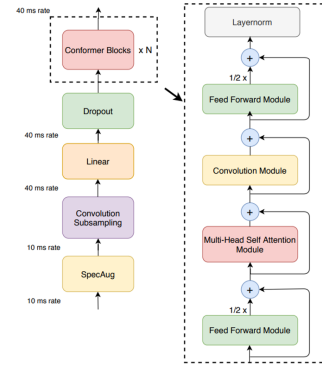 40 ms rate
Conformer Blocks
x N
Dropout
40 ms rate
Linear
40 ms rate
Convolution
Subsampling
10 ms rate
SpecAug
10 ms rate
Layernorm
+
1/2 x
Feed Forward Module
+
Convolution Module
+
Multi-Head Self Attention
Module
+
1/2 x
Feed Forward Module